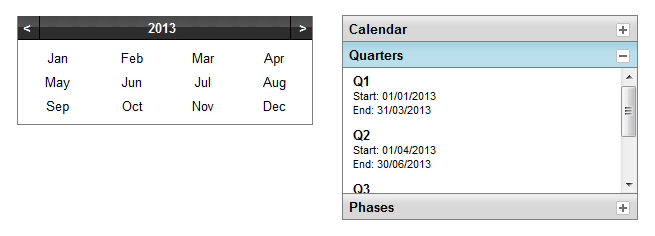 < 2013 >
Jan Feb Mar Apr
May Jun Jul Aug
Sep Oct Nov Dec
Calendar
Quarters
Q1
Start: 01/01/2013
End: 31/03/2013
Q2
Start: 01/04/2013
End: 30/06/2013
Q3
Phases